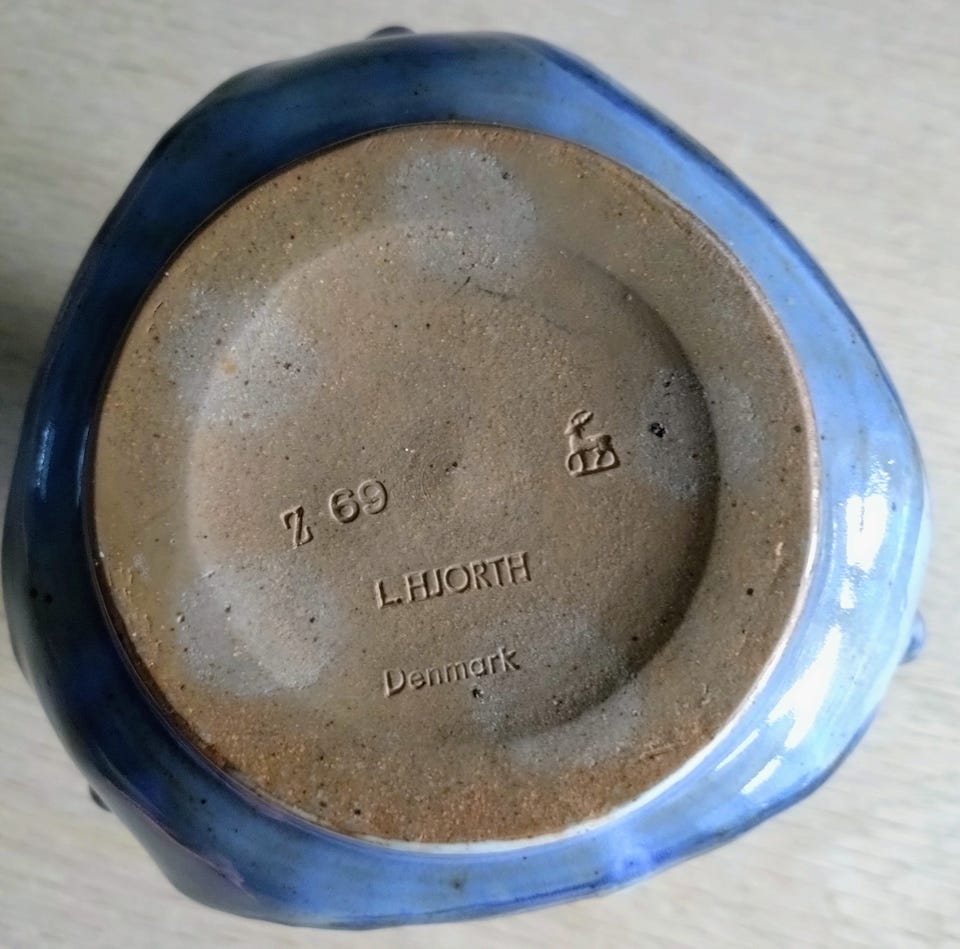 Z 69
L. HJORTH
Denmark